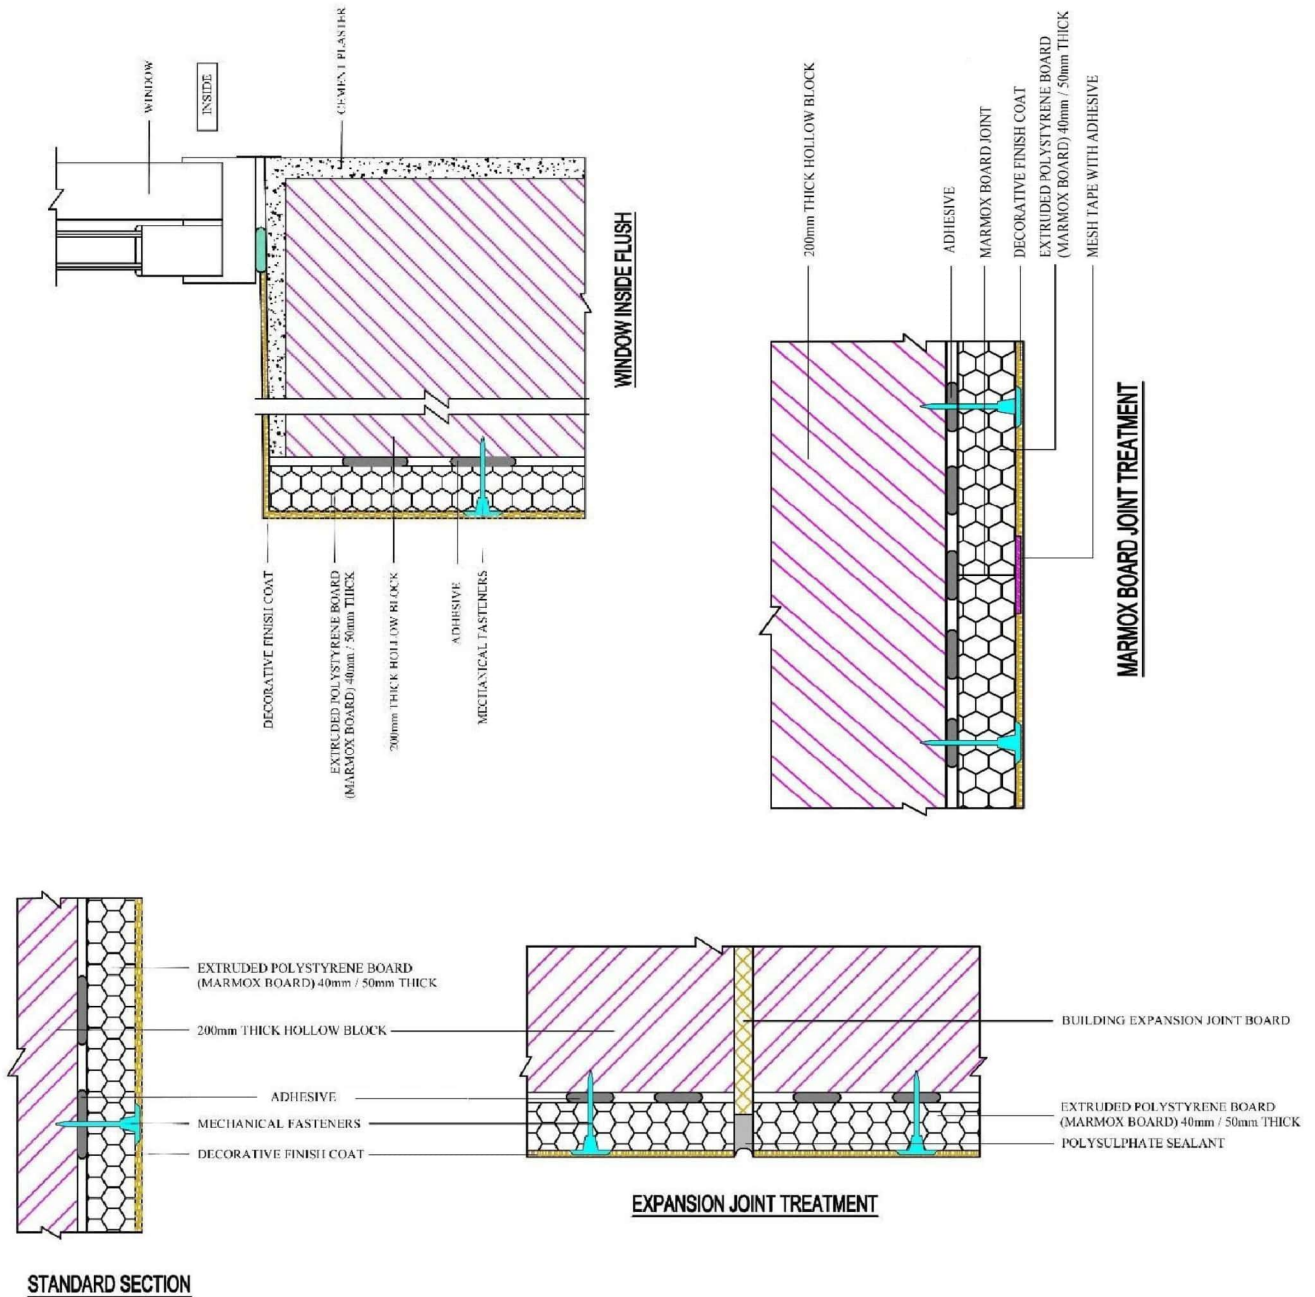 WINDOW
INSIDE
CEMENT PLASTER
WINDOW INSIDE FLUSH
DECORATIVE FINISH COAT
EXTRUDED POLYSTYRENE BOARD
(MARMOX BOARD) 40mm / 50mm THICK
200mm THICK HOLLOW BLOCK
ADHESIVE
MECHANICAL FASTENERS
200mm THICK HOLLOW BLOCK
ADHESIVE
MARMOX BOARD JOINT
DECORATIVE FINISH COAT
EXTRUDED POLYSTYRENE BOARD
(MARMOX BOARD) 40mm / 50mm THICK
MESH TAPE WITH ADHESIVE
MARMOX BOARD JOINT TREATMENT
EXTRUDED POLYSTYRENE BOARD
(MARMOX BOARD) 40mm / 50mm THICK
200mm THICK HOLLOW BLOCK
ADHESIVE
MECHANICAL FASTENERS
DECORATIVE FINISH COAT
STANDARD SECTION
BUILDING EXPANSION JOINT BOARD
EXTRUDED POLYSTYRENE BOARD
(MARMOX BOARD) 40mm / 50mm THICK
POLYSULPHATE SEALANT
EXPANSION JOINT TREATMENT